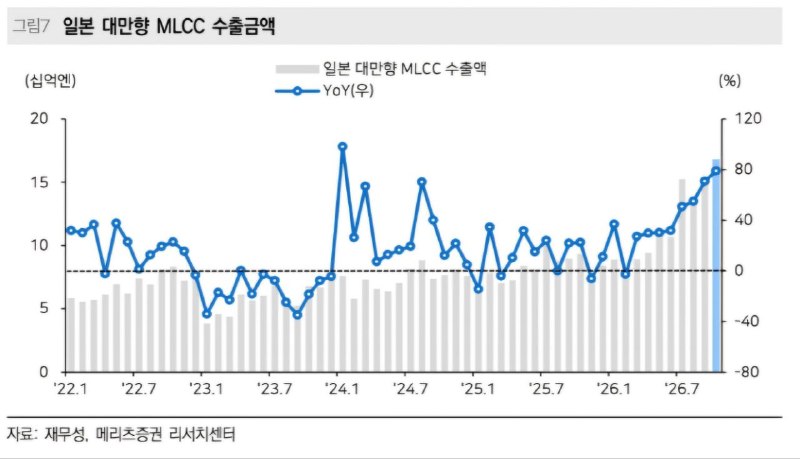 그림7 일본 대만향 MLCC 수출금액
(십억엔)
일본 대만향 MLCC 수출액
YoY(우)
(%)
20
15
10
5
0
120
80
40
0
-40
-80
'22.1 '22.7 '23.1 '23.7 '24.1 '24.7 '25.1 '25.7 '26.1 '26.7
자료: 재무성, 메리츠증권 리서치센터